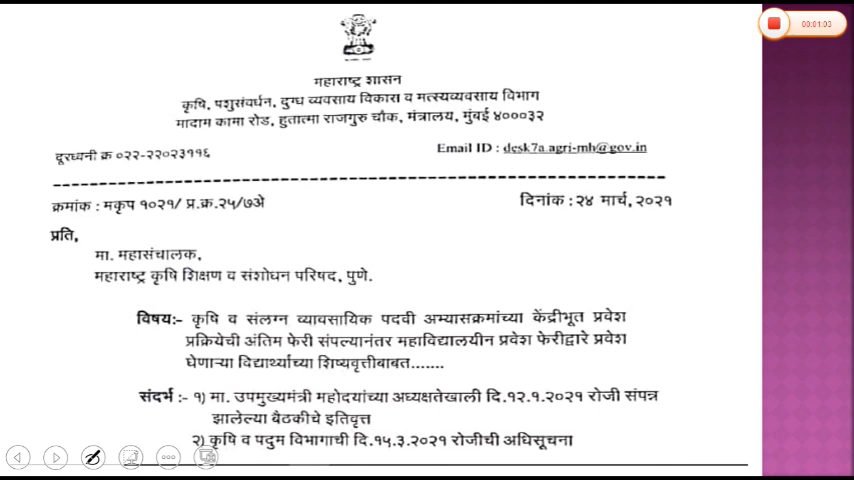 00:01:03
महाराष्ट्र शासन
कृषि, पशुसंवर्धन, दुग्ध व्यवसाय विकास व मत्स्यव्यवसाय विभाग
मादाम कामा रोड, हुतात्मा राजगुरु चौक, मंत्रालय, मुंबई ४०००३२
दूरध्वनी क्र ०२२-२२०२३११६ Email ID : desk7a.agri-mh@gov.in
क्रमांक : मकृप १०२१/ प्र.क्र.२५/७अे दिनांक : २४ मार्च, २०२१
प्रति,
मा. महासंचालक,
महाराष्ट्र कृषि शिक्षण व संशोधन परिषद, पुणे.
विषय:- कृषि व संलग्न व्यावसायिक पदवी अभ्यासक्रमांच्या केंद्रीभूत प्रवेश
प्रक्रियेची अंतिम फेरी संपल्यानंतर महाविद्यालयीन प्रवेश फेरीद्वारे प्रवेश
घेणाऱ्या विद्यार्थ्यांच्या शिष्यवृत्तीबाबत.......
संदर्भ :- १) मा. उपमुख्यमंत्री महोदयांच्या अध्यक्षतेखाली दि.१२.१.२०२१ रोजी संपन्न
झालेल्या बैठकीचे इतिवृत्त
२) कृषि व पदुम विभागाची दि.१५.३.२०२१ रोजीची अधिसूचना